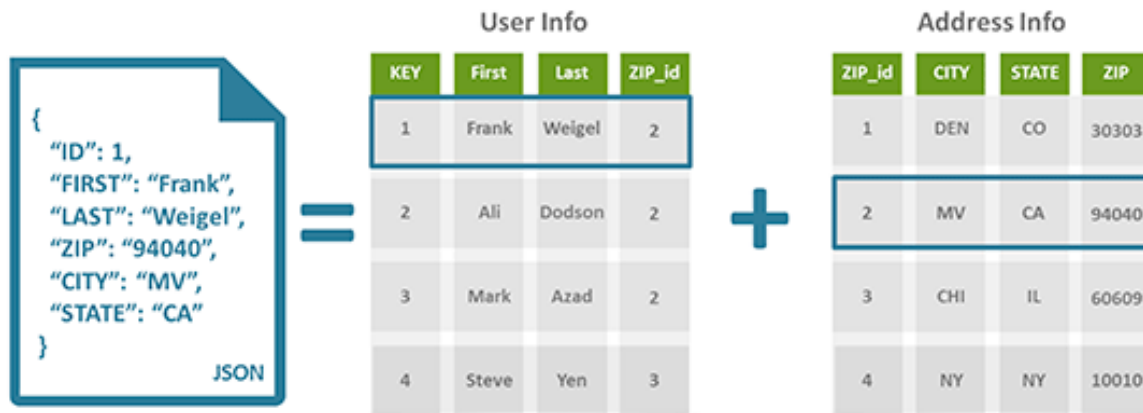 {
“ID”: 1,
“FIRST”: “Frank”,
“LAST”: “Weigel”,
“ZIP”: “94040”,
“CITY”: “MV”,
“STATE”: “CA”
}
JSON
=
User Info
KEY First Last ZIP_id
1 Frank Weigel 2
2 Ali Dodson 2
3 Mark Azad 2
4 Steve Yen 3
+
Address Info
ZIP_id CITY STATE ZIP
1 DEN CO 30303
2 MV CA 94040
3 CHI IL 60609
4 NY NY 10010